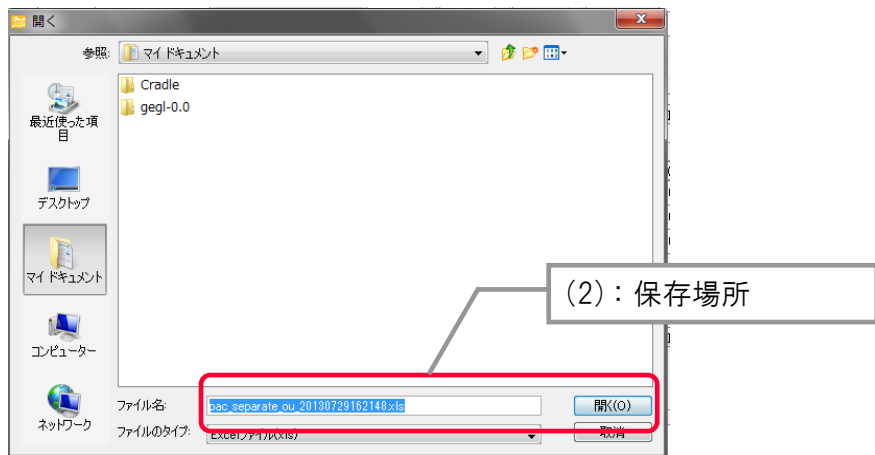 開く
参照:
マイ ドキュメント
Cradle
gegl-0.0
最近使った項
目
デスクトップ
マイ ドキュメント
コンピューター
ネットワーク
(2)：保存場所
ファイル名:
pac_separate_ou_20130729162148.xls
開く(O)
ファイルのタイプ:
Excelファイル(xls)
取消